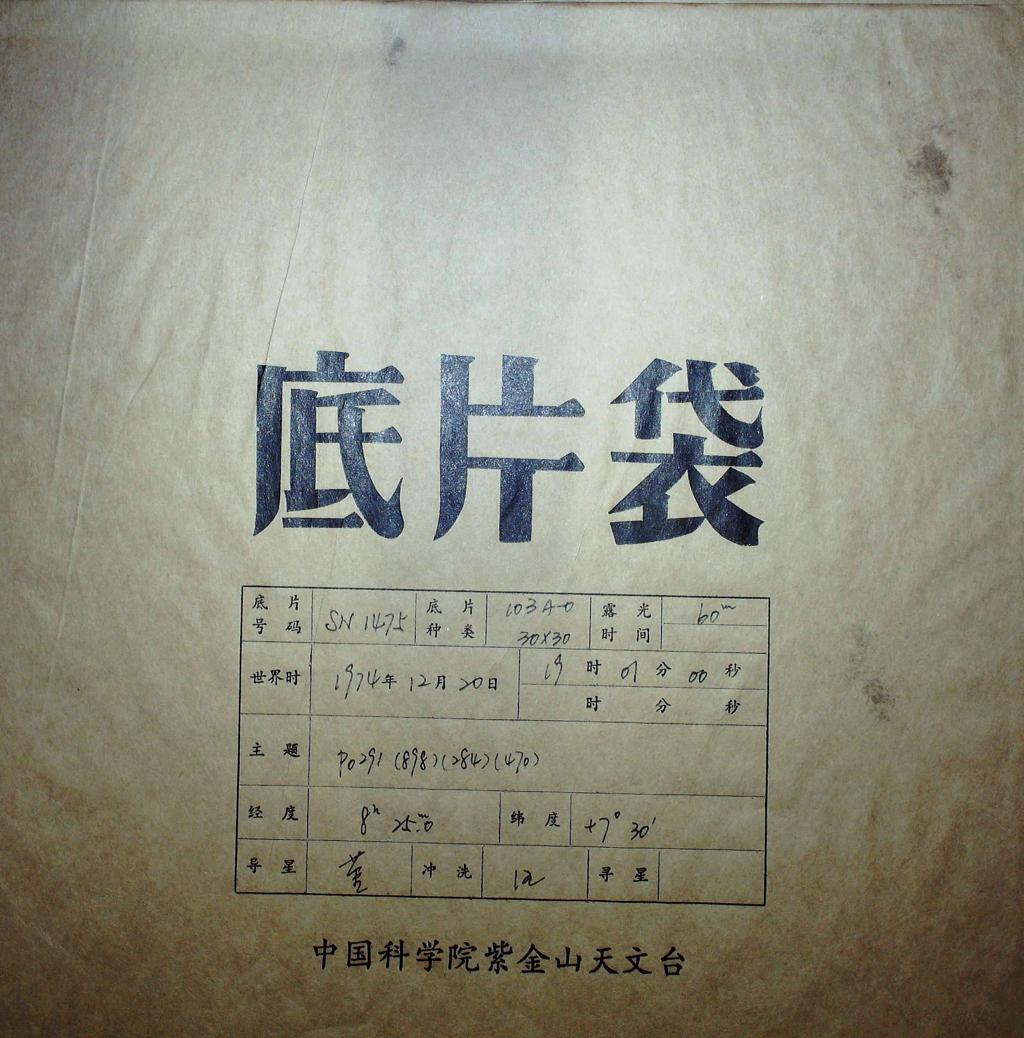 底片袋
底片号码 SN 1475 底片种类 103A-0 30X30 露光时间 60ᵐ
世界时 1974年 12月 20日 19时 01分 00秒
时 分 秒
主题 P0291 (898)(284)(470)
经度 8ʰ 25ᵐ.0 纬度 +7° 30′
导星 冲洗 寻星
中国科学院紫金山天文台